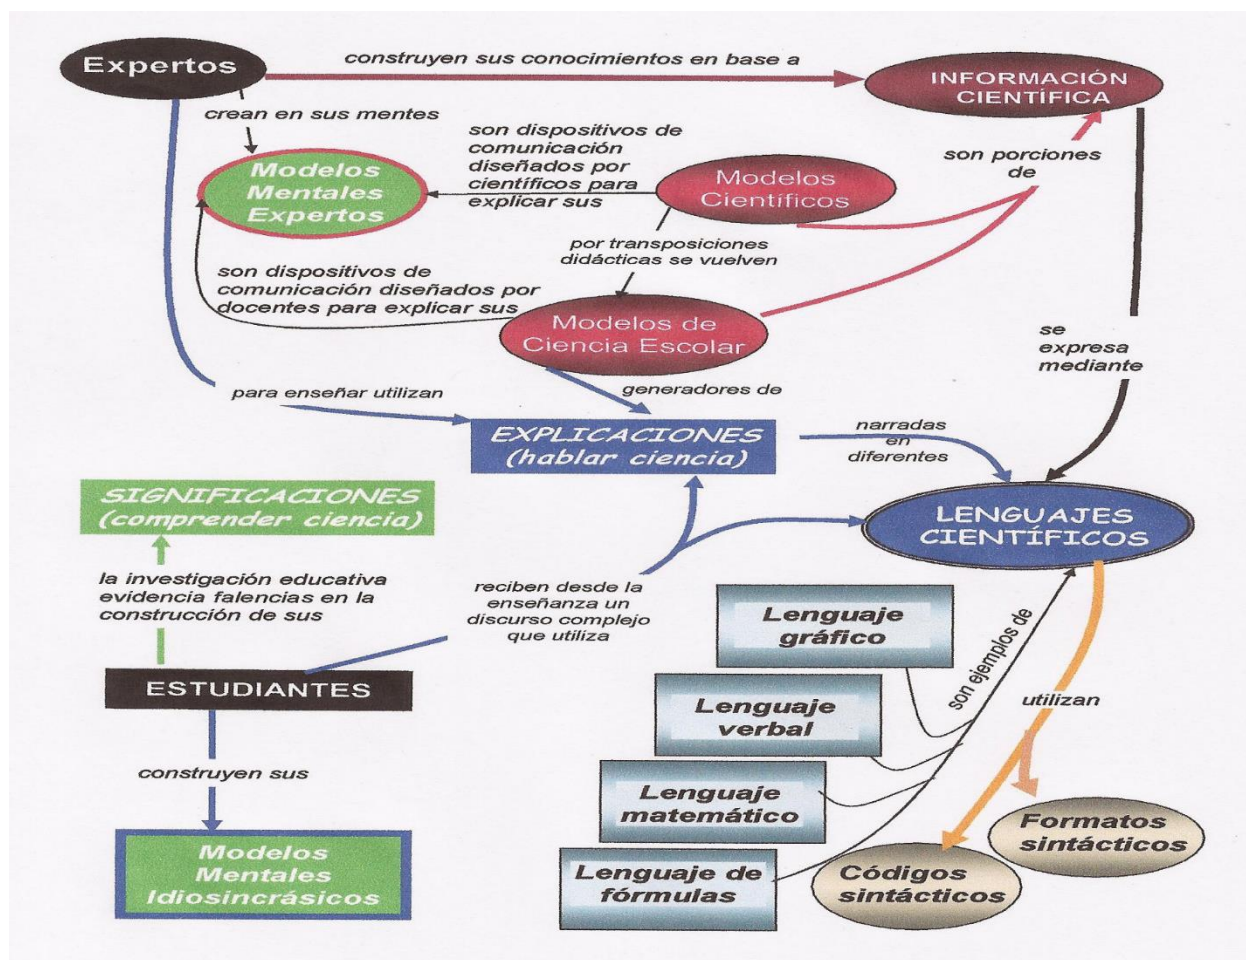 Expertos
construyen sus conocimientos en base a
INFORMACIÓN
CIENTÍFICA
crean en sus mentes
son dispositivos de
comunicación
diseñados por
científicos para
explicar sus
son porciones
de
Modelos
Mentales
Expertos
Modelos
Científicos
por transposiciones
didácticas se vuelven
son dispositivos de
comunicación diseñados por
docentes para explicar sus
Modelos de
Ciencia Escolar
se
expresa
mediante
para enseñar utilizan
generadores de
EXPLICACIONES
(hablar ciencia)
narradas
en
diferentes
SIGNIFICACIONES
(comprender ciencia)
LENGUAJES
CIENTÍFICOS
la investigación educativa
evidencia falencias en la
construcción de sus
reciben desde la
enseñanza un
discurso complejo
que utiliza
Lenguaje
gráfico
son ejemplos de
ESTUDIANTES
Lenguaje
verbal
utilizan
construyen sus
Lenguaje
matemático
Formatos
sintácticos
Modelos
Mentales
Idiosincrásicos
Lenguaje de
fórmulas
Códigos
sintácticos